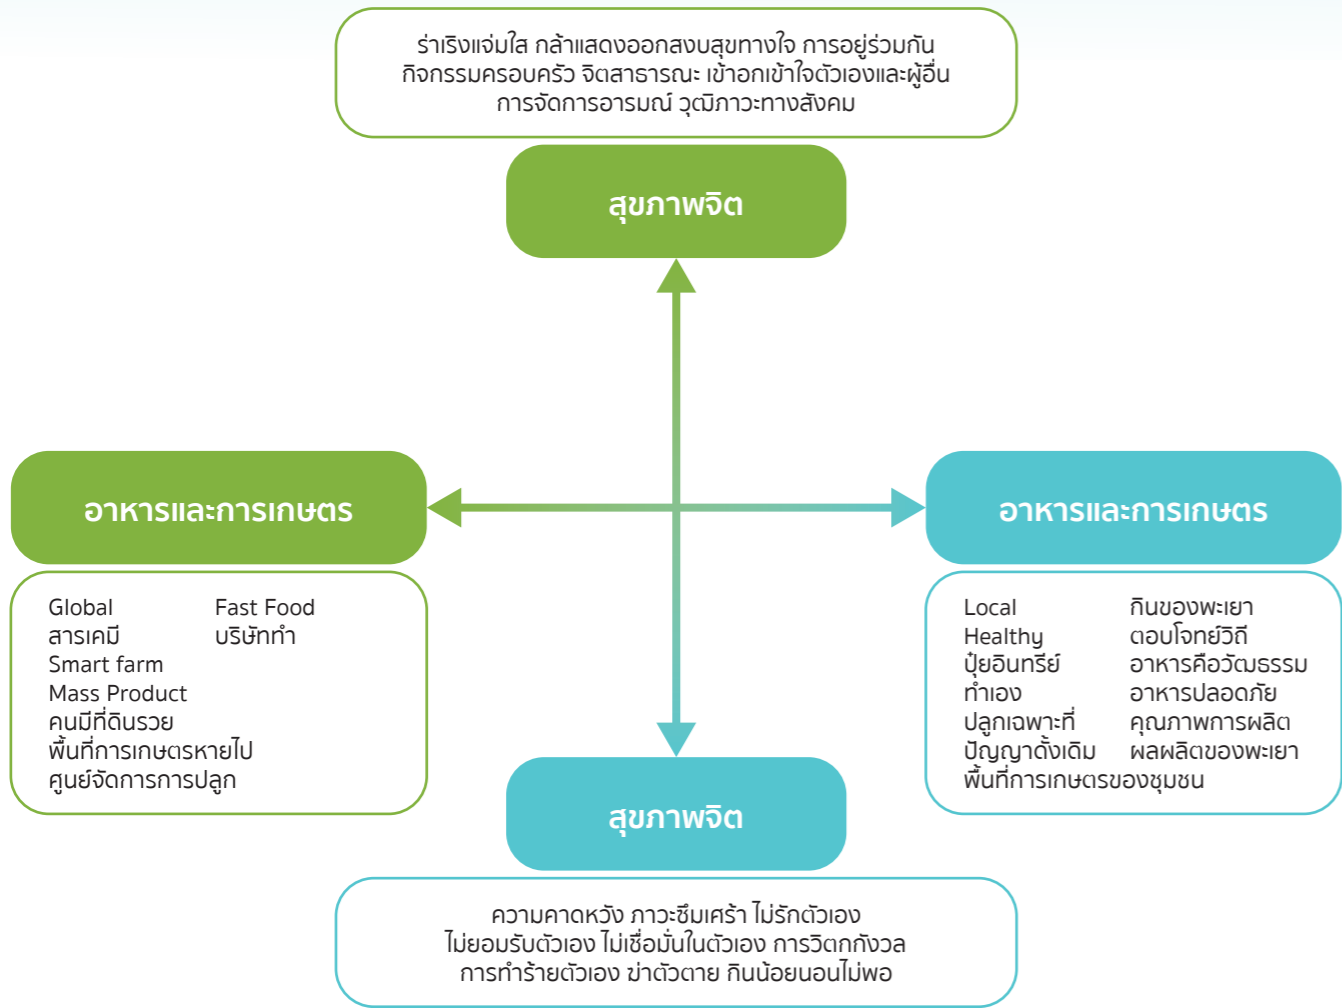 ร่าเริงแจ่มใส กล้าแสดงออกสงบสุขทางใจ การอยู่ร่วมกัน
กิจกรรมครอบครัว จิตสาธารณะ เข้าอกเข้าใจตัวเองและผู้อื่น
การจัดการอารมณ์ วุฒิภาวะทางสังคม
สุขภาพจิต
อาหารและการเกษตร
Global Fast Food
สารเคมี บริษัททำ
Smart farm
Mass Product
คนมีที่ดินรวย
พื้นที่การเกษตรหายไป
ศูนย์จัดการการปลูก
อาหารและการเกษตร
Local กินของพะเยา
Healthy ตอบโจทย์วิถี
ปุ๋ยอินทรีย์ อาหารคือวัฒธรรม
ทำเอง อาหารปลอดภัย
ปลูกเฉพาะที่ คุณภาพการผลิต
ปัญญาดั้งเดิม ผลผลิตของพะเยา
พื้นที่การเกษตรของชุมชน
สุขภาพจิต
ความคาดหวัง ภาวะซึมเศร้า ไม่รักตัวเอง
ไม่ยอมรับตัวเอง ไม่เชื่อมั่นในตัวเอง การวิตกกังวล
การทำร้ายตัวเอง ฆ่าตัวตาย กินน้อยนอนไม่พอ